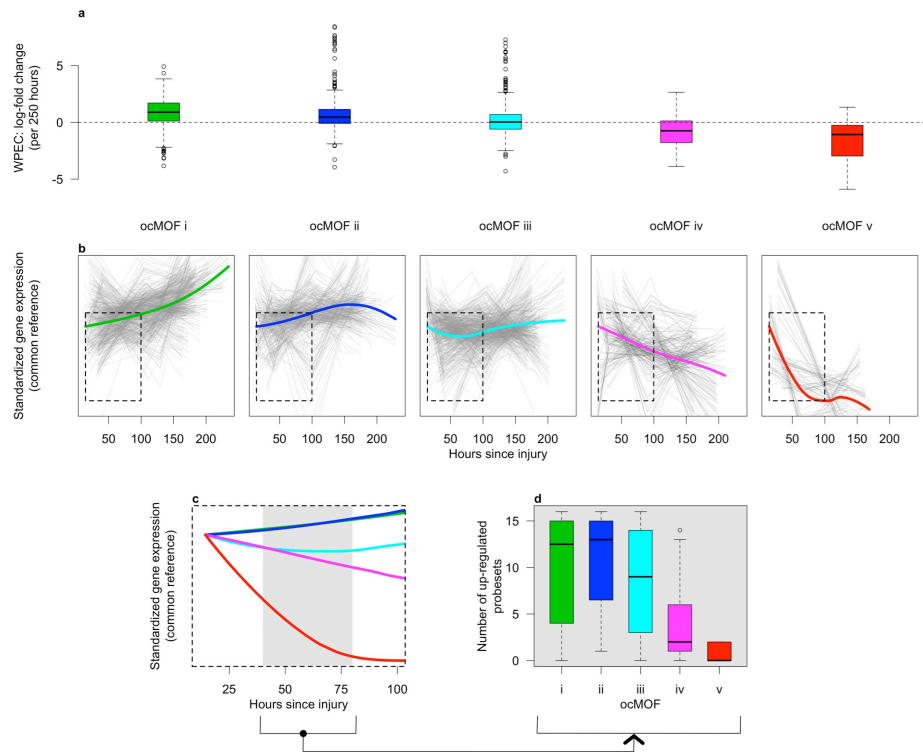 a
WPEC: log-fold change
(per 250 hours)
5
0
-5
ocMOF i
ocMOF ii
ocMOF iii
ocMOF iv
ocMOF v
b
Standardized gene expression
(common reference)
50 100 150 200
50 100 150 200
50 100 150 200
50 100 150 200
50 100 150 200
Hours since injury
c
Standardized gene expression
(common reference)
25 50 75 100
Hours since injury
d
Number of up-regulated
probesets
15
10
5
0
i ii iii iv v
ocMOF